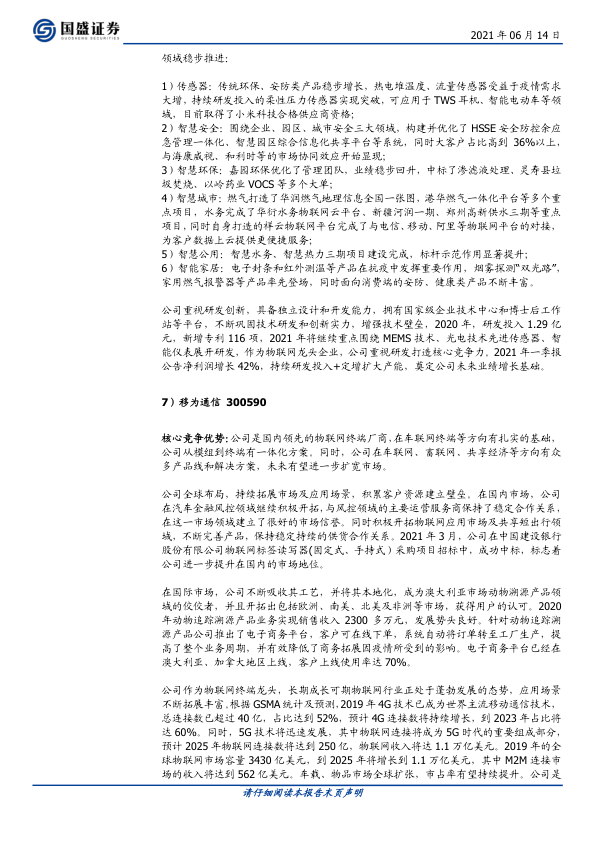 国盛证券
GUOSHENG SECURITIES
2021 年 06 月 14 日
领域稳步推进：
1）传感器：传统环保、安防类产品稳步增长，热电堆温度、流量传感器受益于疫情需求
大增，持续研发投入的柔性压力传感器实现突破，可应用于 TWS 耳机、智能电动车等领
域，目前取得了小米科技合格供应商资格；
2）智慧安全：围绕企业、园区、城市安全三大领域，构建并优化了 HSSE 安全防控余应
急管理一体化、智慧园区综合信息化共享平台等系统，同时大客户占比高到 36%以上，
与海康威视、和利时等的市场协同效应开始显现；
3）智慧环保：嘉园环保优化了管理团队，业绩稳步回升，中标了渗滤液处理、灵寿县垃
圾焚烧、以岭药业 VOCS 等多个大单；
4）智慧城市：燃气打造了华润燃气地理信息全国一张图，港华燃气一体化平台等多个重
点项目，水务完成了华衍水务物联网云平台、新疆河润一期、郑州高新供水三期等重点
项目，同时自身打造的祥云物联网平台完成了与电信、移动、阿里等物联网平台的对接，
为客户数据上云提供更便捷服务；
5）智慧公用：智慧水务、智慧热力三期项目建设完成，标杆示范作用显著提升；
6）智能家居：电子封条和红外测温等产品在抗疫中发挥重要作用，烟雾探测“双光路”，
家用燃气报警器等产品率先登场，同时面向消费端的安防、健康类产品不断丰富。
公司重视研发创新，具备独立设计和开发能力，拥有国家级企业技术中心和博士后工作
站等平台，不断巩固技术研发和创新实力，增强技术壁垒，2020 年，研发投入 1.29 亿
元，新增专利 116 项，2021 年将继续重点围绕 MEMS 技术、光电技术先进传感器、智
能仪表展开研发，作为物联网龙头企业，公司重视研发打造核心竞争力。2021 年一季报
公告净利润增长 42%，持续研发投入+定增扩大产能，奠定公司未来业绩增长基础。
7）移为通信 300590
核心竞争优势：公司是国内领先的物联网终端厂商，在车联网终端等方向有扎实的基础，
公司从模组到终端有一体化方案。同时，公司在车联网、畜联网、共享经济等方向有众
多产品线和解决方案，未来有望进一步扩宽市场。
公司全球布局，持续拓展市场及应用场景，积累客户资源建立壁垒。在国内市场，公司
在汽车金融风控领域继续积极开拓，与风控领域的主要运营服务商保持了稳定合作关系，
在这一市场领域建立了很好的市场信誉。同时积极开拓物联网应用市场及共享短出行领
域，不断完善产品，保持稳定持续的供货合作关系。2021 年 3 月，公司在中国建设银行
股份有限公司物联网标签读写器(固定式、手持式）采购项目招标中，成功中标，标志着
公司进一步提升在国内的市场地位。
在国际市场，公司不断吸收其工艺，并将其本地化，成为澳大利亚市场动物溯源产品领
域的佼佼者，并且开拓出包括欧洲、南美、北美及非洲等市场，获得用户的认可。2020
年动物追踪溯源产品业务实现销售收入 2300 多万元，发展势头良好。针对动物追踪溯
源产品公司推出了电子商务平台，客户可在线下单，系统自动将订单转至工厂生产，提
高了整个业务周期，并有效降低了商务拓展因疫情所受到的影响。电子商务平台已经在
澳大利亚，加拿大地区上线，客户上线使用率达 70%。
公司作为物联网终端龙头，长期成长可期物联网行业正处于蓬勃发展的态势，应用场景
不断拓展丰富。根据 GSMA 统计及预测，2019 年 4G 技术已成为世界主流移动通信技术，
总连接数已超过 40 亿，占比达到 52%，预计 4G 连接数将持续增长，到 2023 年占比将
达 60%。同时，5G 技术将迅速发展，其中物联网连接将成为 5G 时代的重要组成部分，
预计 2025 年物联网连接数将达到 250 亿，物联网收入将达 1.1 万亿美元。2019 年的全
球物联网市场容量 3430 亿美元，到 2025 年将增长到 1.1 万亿美元，其中 M2M 连接市
场的收入将达到 562 亿美元。车载、物品市场全球扩张，市占率有望持续提升。公司是
请仔细阅读本报告末页声明